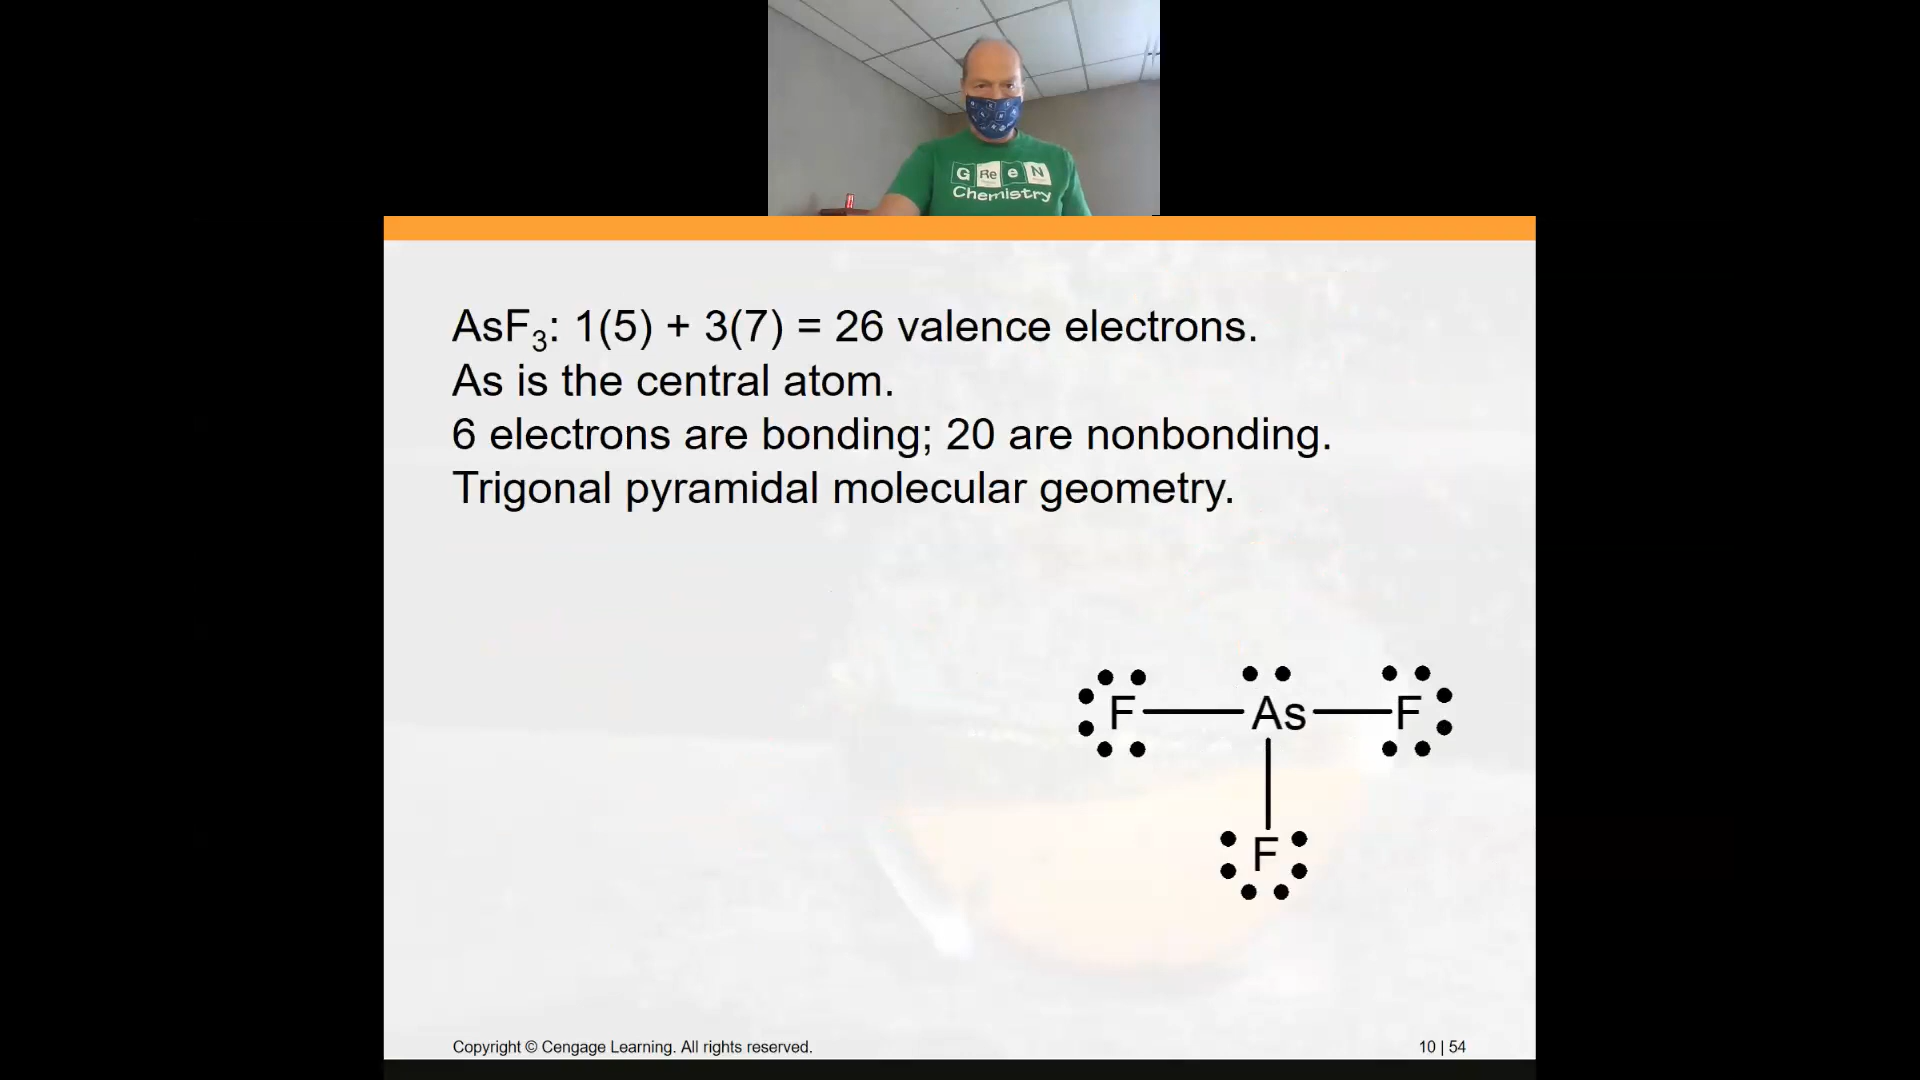 G Re e N
Chemistry
AsF₃: 1(5) + 3(7) = 26 valence electrons.
As is the central atom.
6 electrons are bonding; 20 are nonbonding.
Trigonal pyramidal molecular geometry.
F As F
F
Copyright © Cengage Learning. All rights reserved.
10 | 54